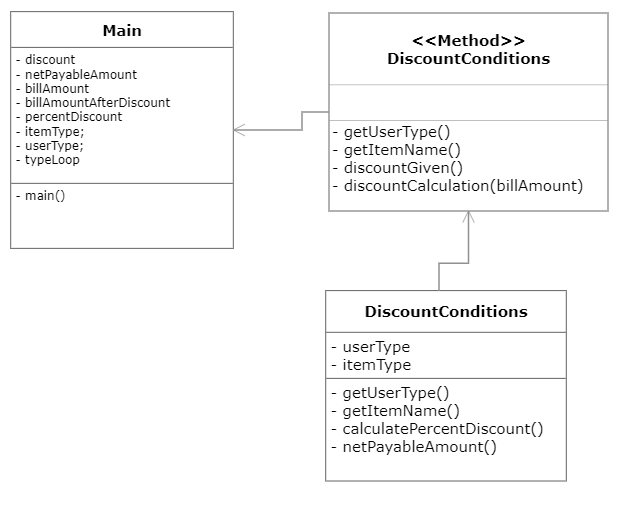 Main
- discount
- netPayableAmount
- billAmount
- billAmountAfterDiscount
- percentDiscount
- itemType;
- userType;
- typeLoop
- main()
<<Method>>
DiscountConditions
- getUserType()
- getItemName()
- discountGiven()
- discountCalculation(billAmount)
DiscountConditions
- userType
- itemType
- getUserType()
- getItemName()
- calculatePercentDiscount()
- netPayableAmount()